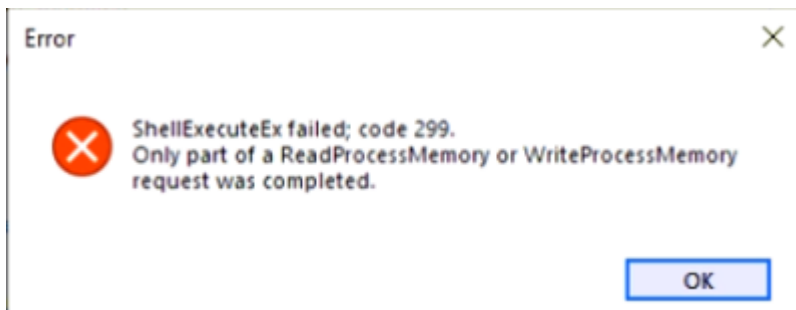 Error
ShellExecuteEx failed; code 299.
Only part of a ReadProcessMemory or WriteProcessMemory
request was completed.
OK